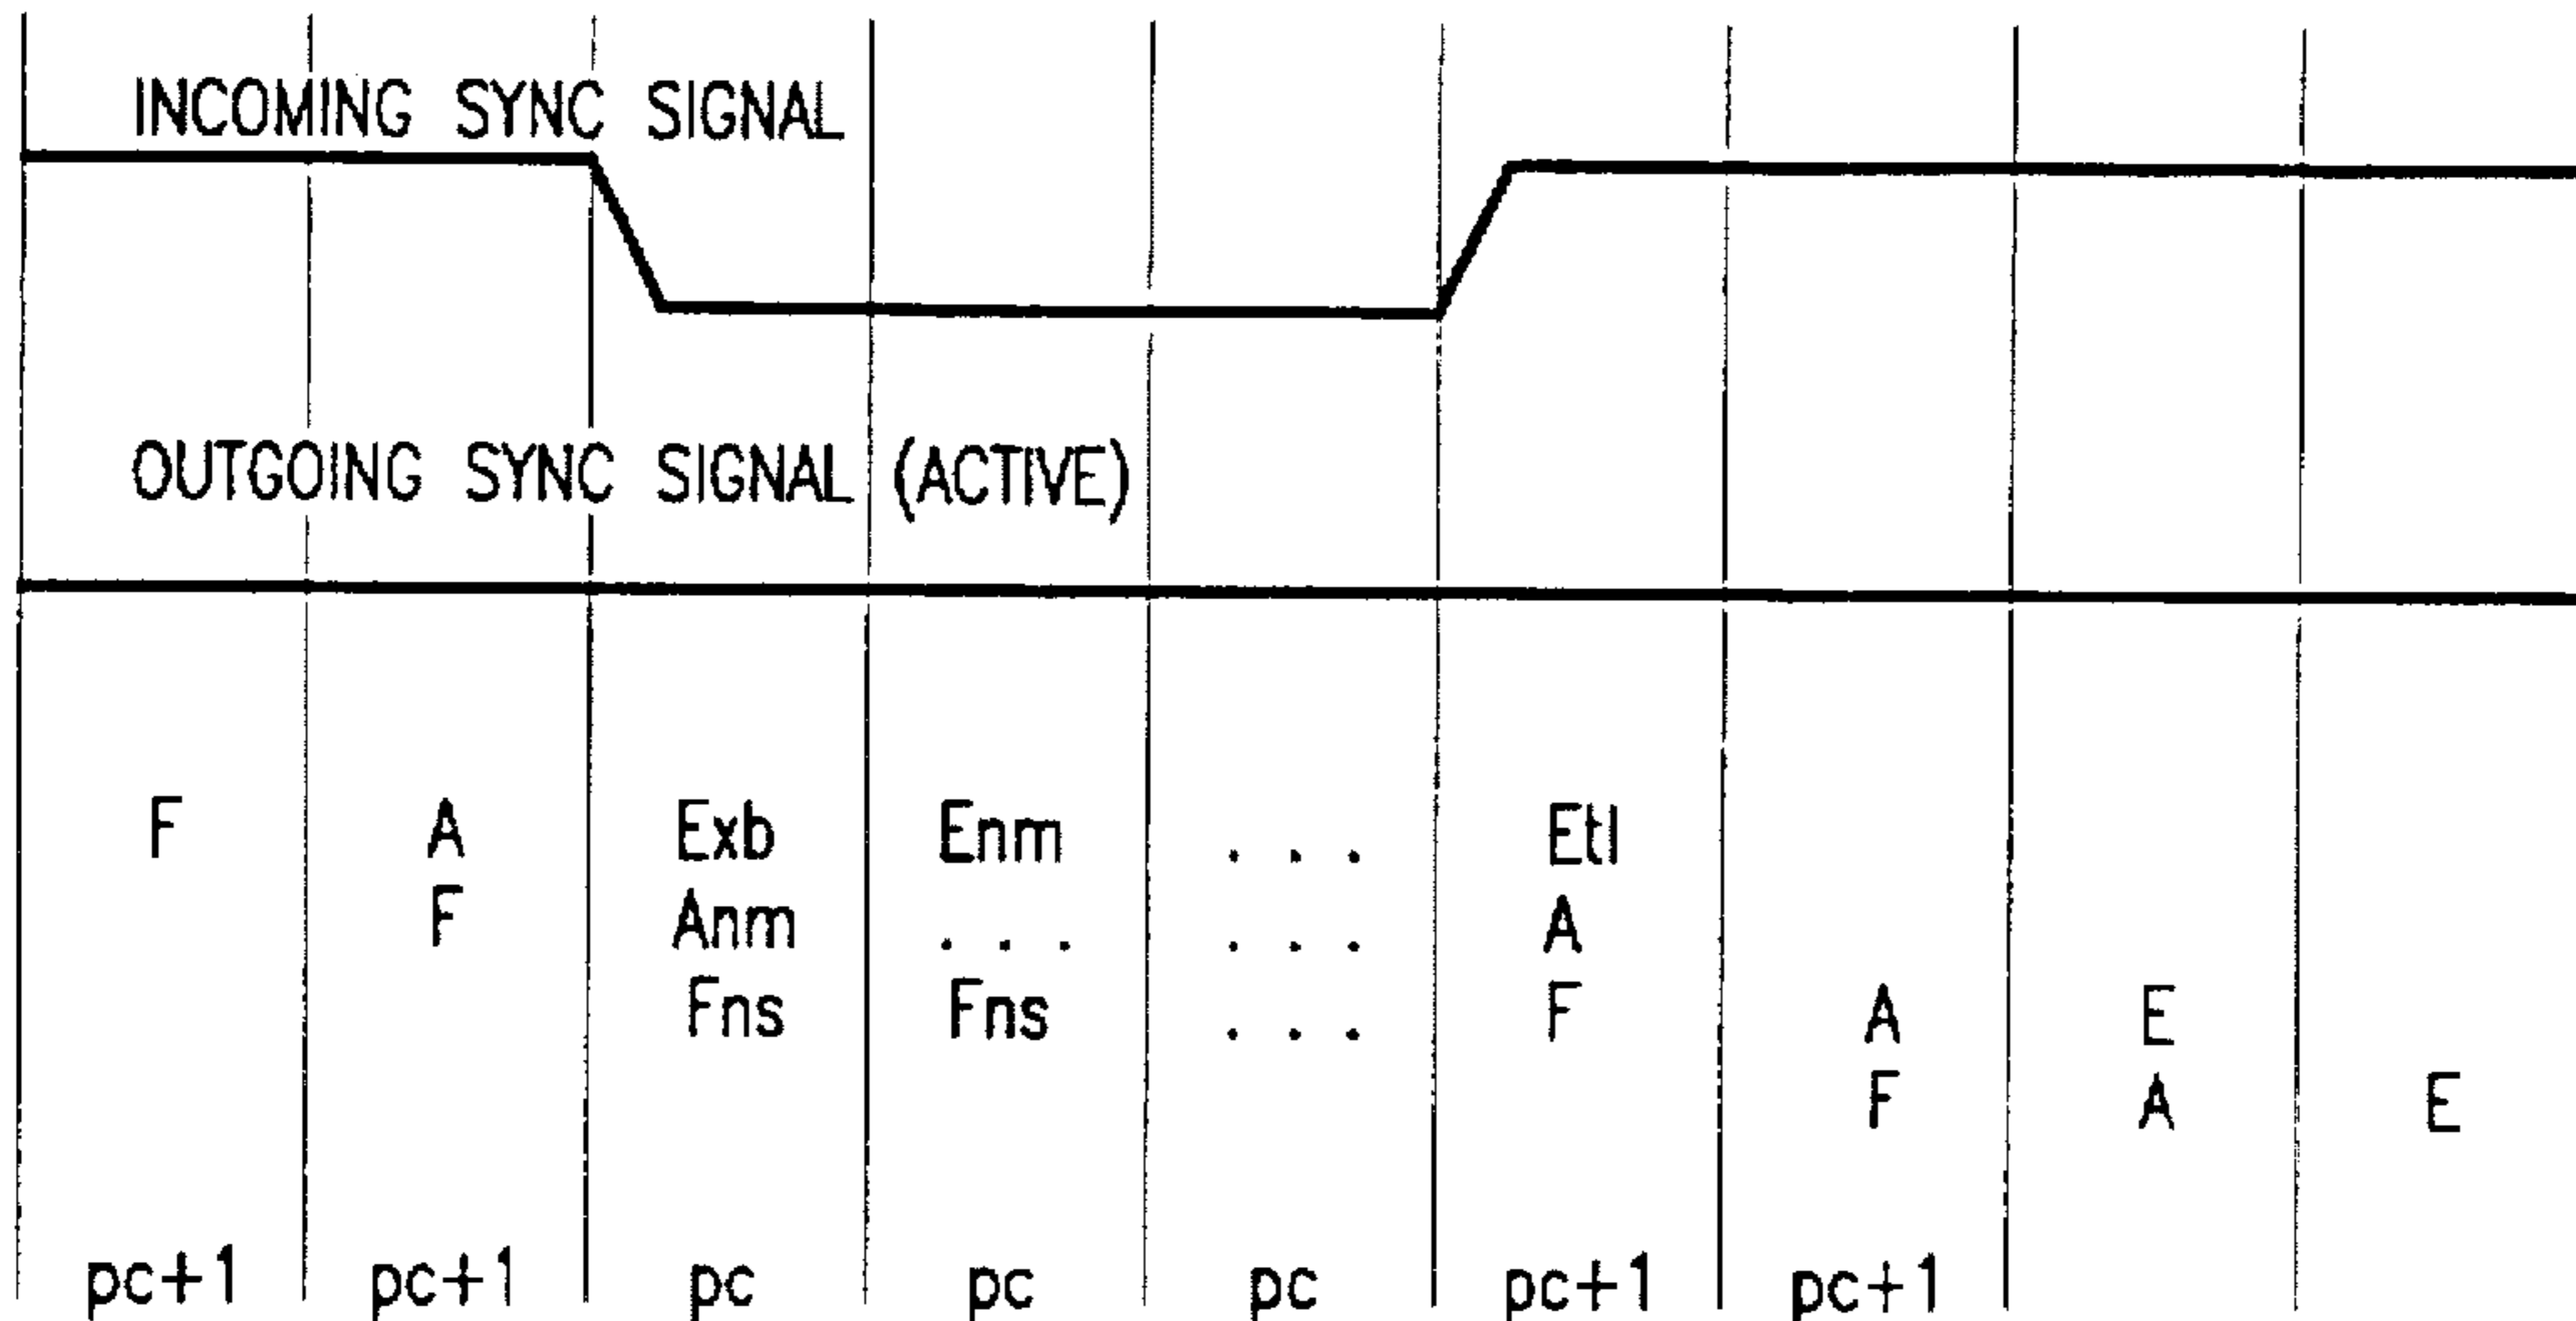 INCOMING SYNC SIGNAL
OUTGOING SYNC SIGNAL (ACTIVE)
F A Exb Enm . . . Etl
F Anm . . . . . . A
Fns Fns . . . F A E
F A E
pc+1 pc+1 pc pc pc pc+1 pc+1